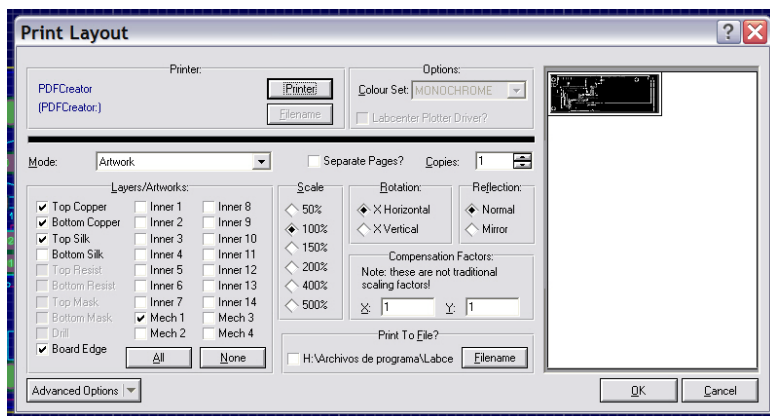 Print Layout
Printer:
PDFCreator
(PDFCreator:)
Printer
Filename
Options:
Colour Set: MONOCHROME
Labcenter Plotter Driver?
Mode: Artwork
Separate Pages? Copies: 1
Layers/Artworks:
Top Copper Inner 1 Inner 8
Bottom Copper Inner 2 Inner 9
Top Silk Inner 3 Inner 10
Bottom Silk Inner 4 Inner 11
Top Resist Inner 5 Inner 12
Bottom Resist Inner 6 Inner 13
Top Mask Inner 7 Inner 14
Bottom Mask Mech 1 Mech 3
Drill Mech 2 Mech 4
Board Edge All None
Scale
50%
100%
150%
200%
400%
500%
Rotation:
X Horizontal
X Vertical
Reflection:
Normal
Mirror
Compensation Factors:
Note: these are not traditional
scaling factors!
X: 1 Y: 1
Print To File?
H:\Archivos de programa\Labce Filename
Advanced Options
OK Cancel